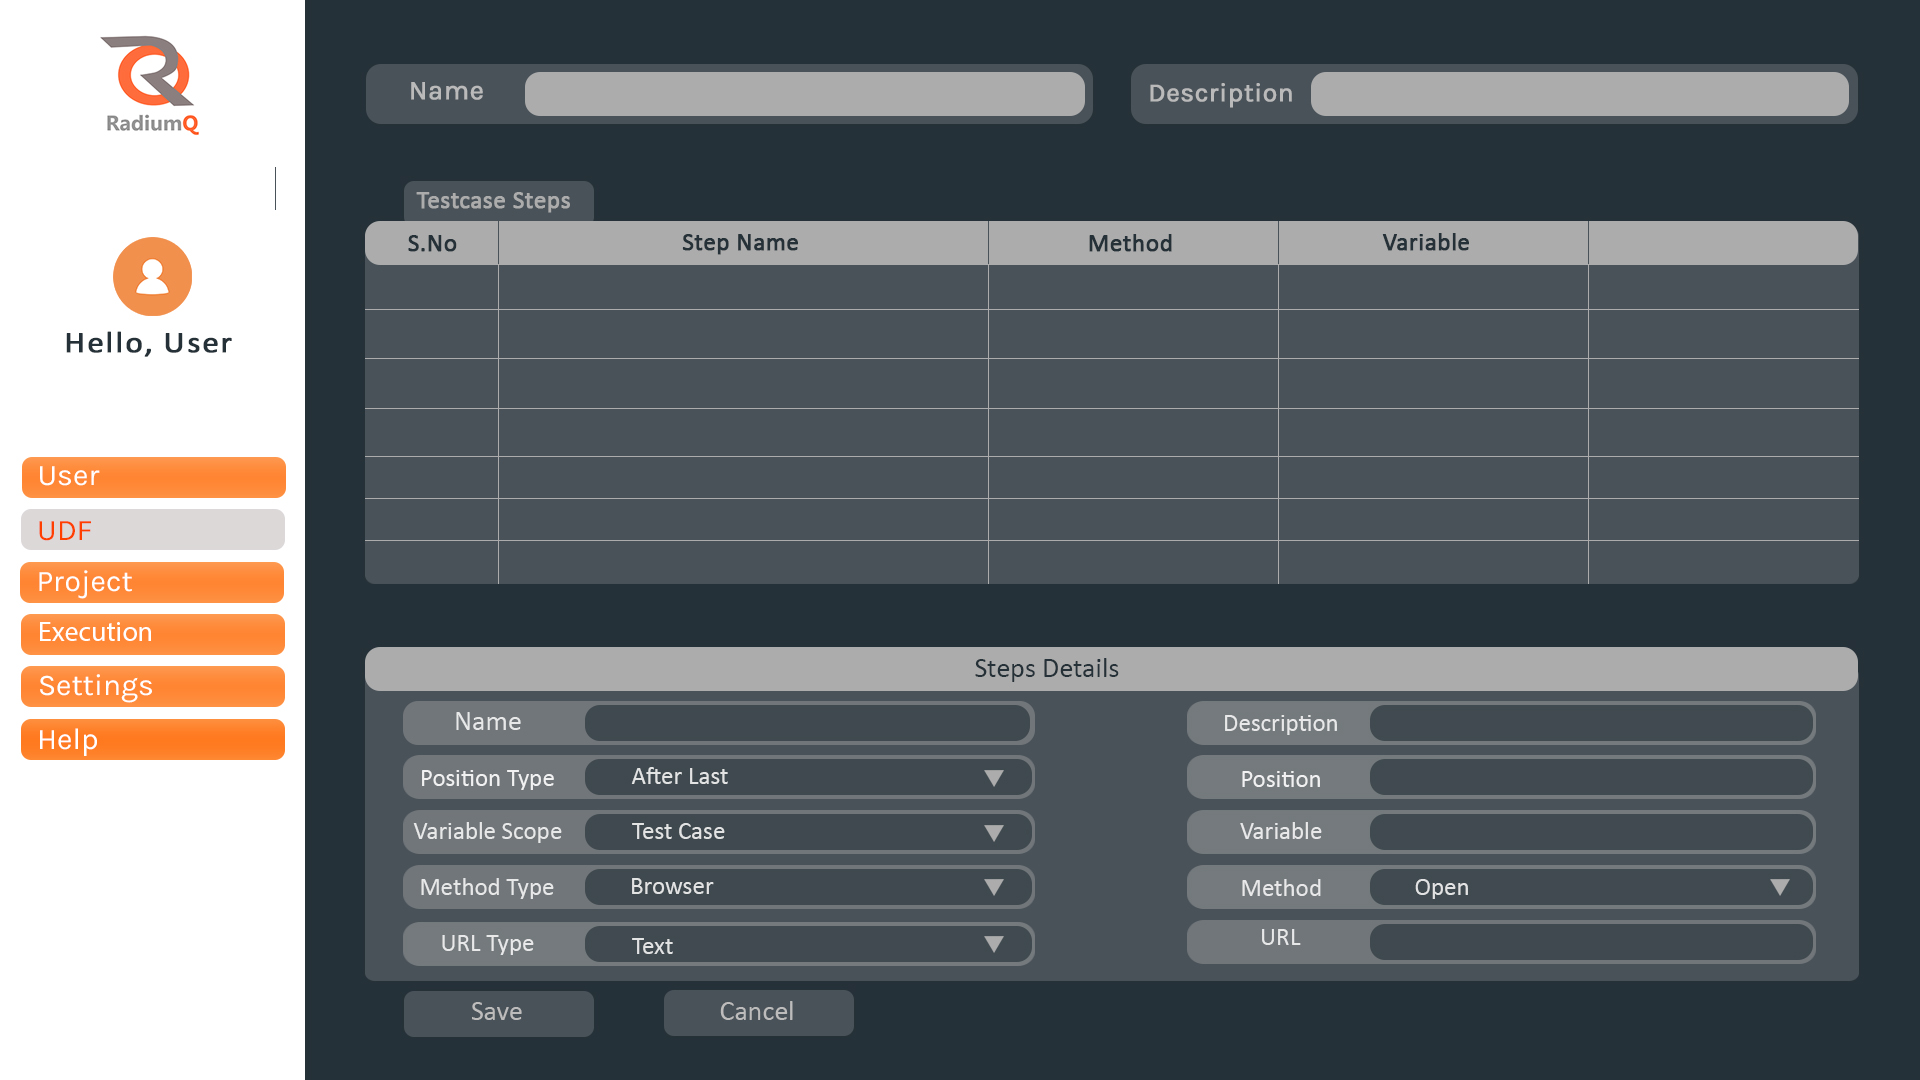 RadiumQ
Hello, User
User
UDF
Project
Execution
Settings
Help
Name
Description
Testcase Steps
S.No Step Name Method Variable
Steps Details
Name
Description
Position Type After Last
Position
Variable Scope Test Case
Variable
Method Type Browser
Method Open
URL Type Text
URL
Save Cancel